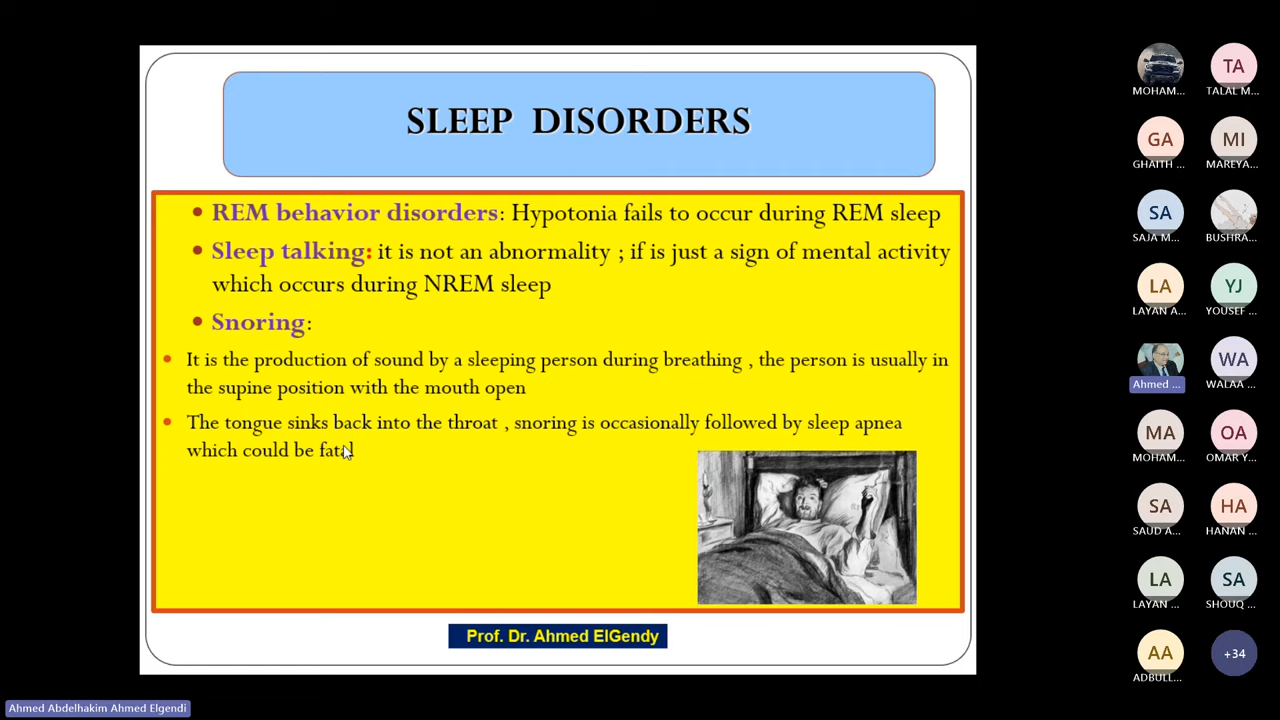 SLEEP DISORDERS
• REM behavior disorders: Hypotonia fails to occur during REM sleep
• Sleep talking: it is not an abnormality ; if is just a sign of mental activity
which occurs during NREM sleep
• Snoring:
• It is the production of sound by a sleeping person during breathing , the person is usually in
the supine position with the mouth open
• The tongue sinks back into the throat , snoring is occasionally followed by sleep apnea
which could be fatal
Prof. Dr. Ahmed ElGendy
Ahmed Abdelhakim Ahmed Elgendi
MOHAM...
TA
TALAL M...
GA
GHAITH ...
MI
MAREYA...
SA
SAJA M...
BUSHRA...
LA
LAYAN A...
YJ
YOUSEF ...
Ahmed ...
WA
WALAA ...
MA
MOHAM...
OA
OMAR Y...
SA
SAUD A...
HA
HANAN ...
LA
LAYAN ...
SA
SHOUQ ...
AA
ADBULL...
+34